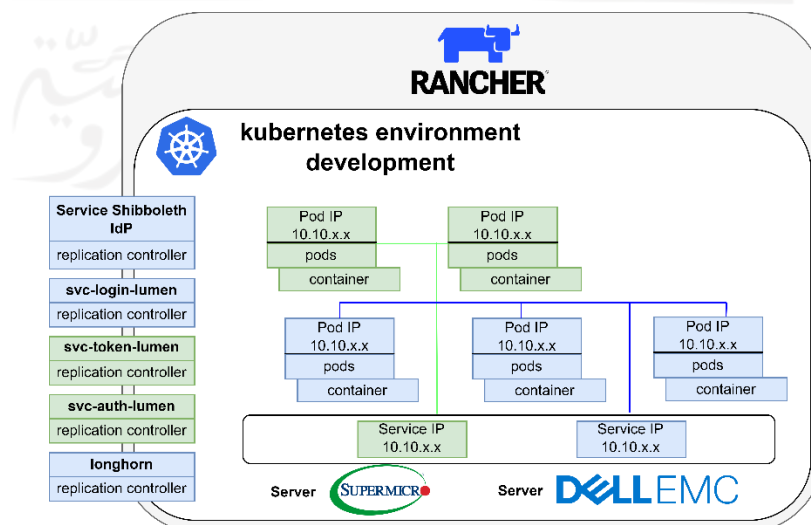 RANCHER
kubernetes environment
development
Service Shibboleth
IdP
replication controller
svc-login-lumen
replication controller
svc-token-lumen
replication controller
svc-auth-lumen
replication controller
longhorn
replication controller
Pod IP
10.10.x.x
pods
container
Pod IP
10.10.x.x
pods
container
Pod IP
10.10.x.x
pods
container
Pod IP
10.10.x.x
pods
container
Pod IP
10.10.x.x
pods
container
Service IP
10.10.x.x
Service IP
10.10.x.x
Server
SUPERMICRO
Server
DELLEMC